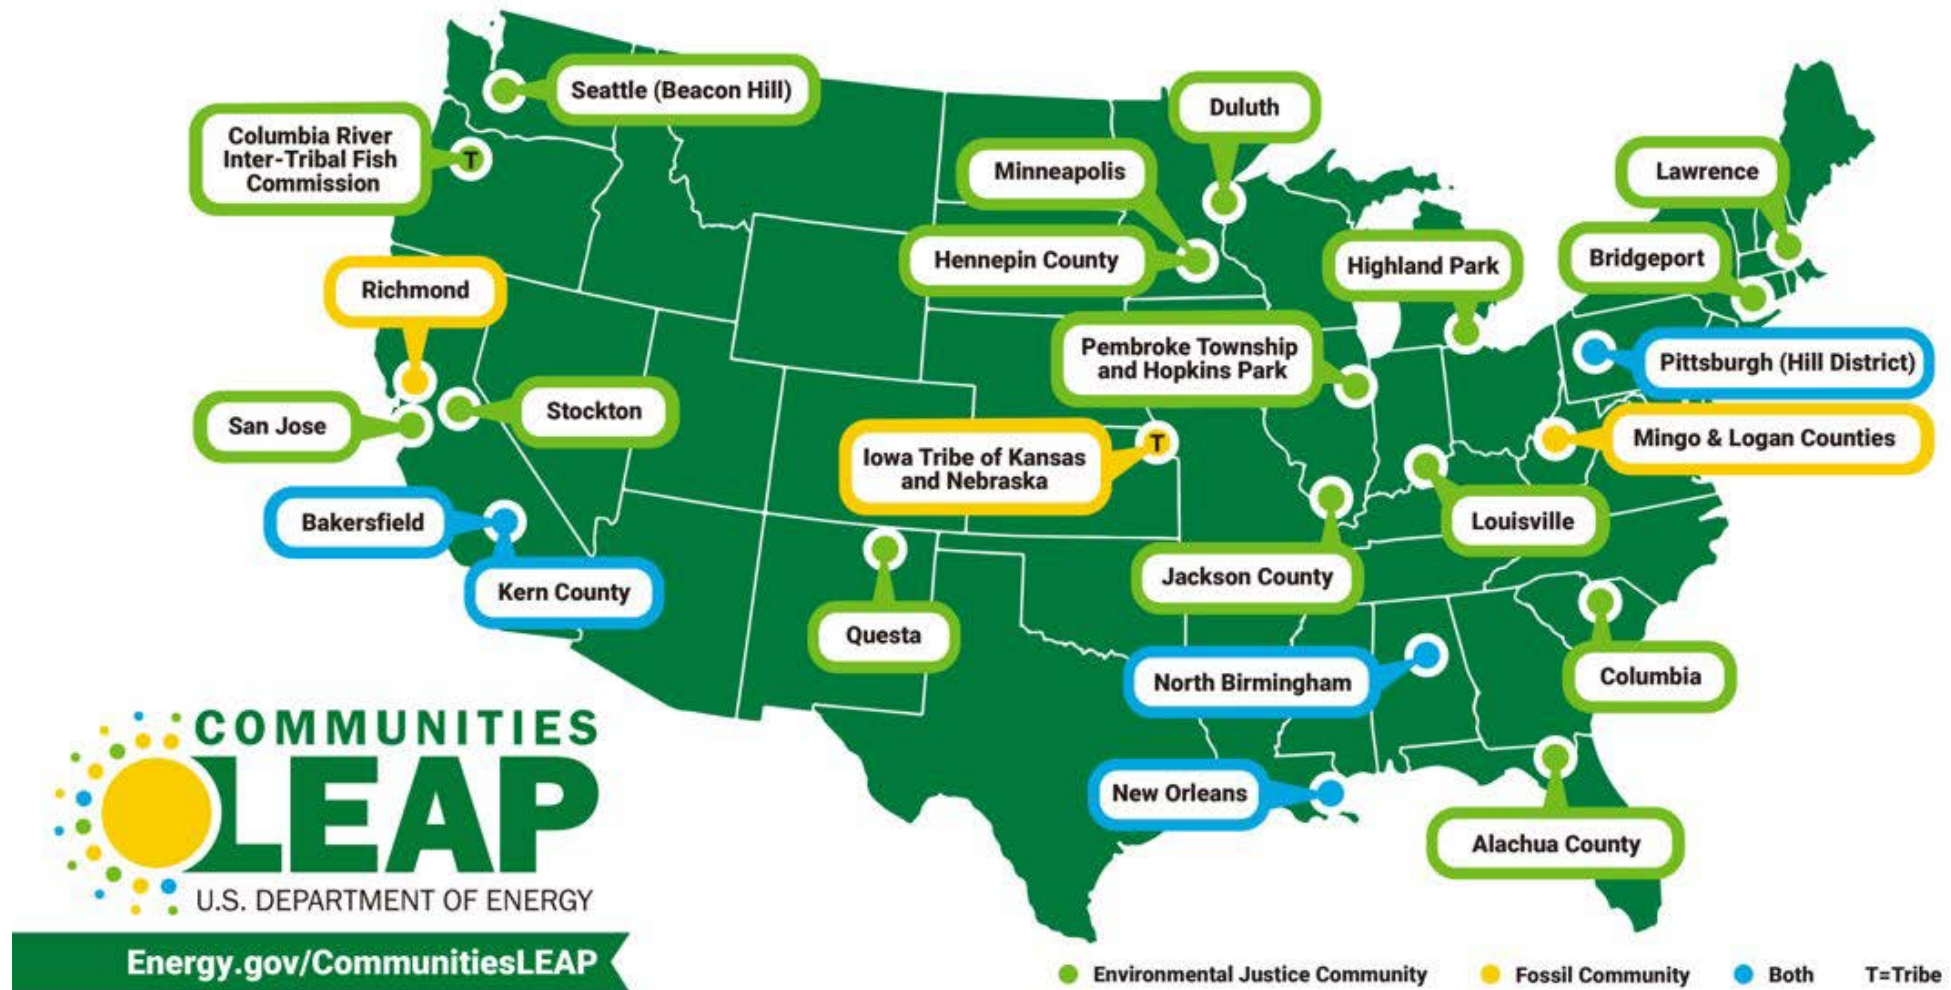 Seattle (Beacon Hill)
Columbia River
Inter-Tribal Fish
Commission
T
Duluth
Minneapolis
Hennepin County
Lawrence
Bridgeport
Highland Park
Richmond
Pembroke Township
and Hopkins Park
Pittsburgh (Hill District)
San Jose
Stockton
Iowa Tribe of Kansas
and Nebraska
T
Mingo & Logan Counties
Bakersfield
Kern County
Louisville
Jackson County
Questa
North Birmingham
Columbia
New Orleans
Alachua County
COMMUNITIES
LEAP
U.S. DEPARTMENT OF ENERGY
Energy.gov/CommunitiesLEAP
Environmental Justice Community
Fossil Community
Both
T=Tribe